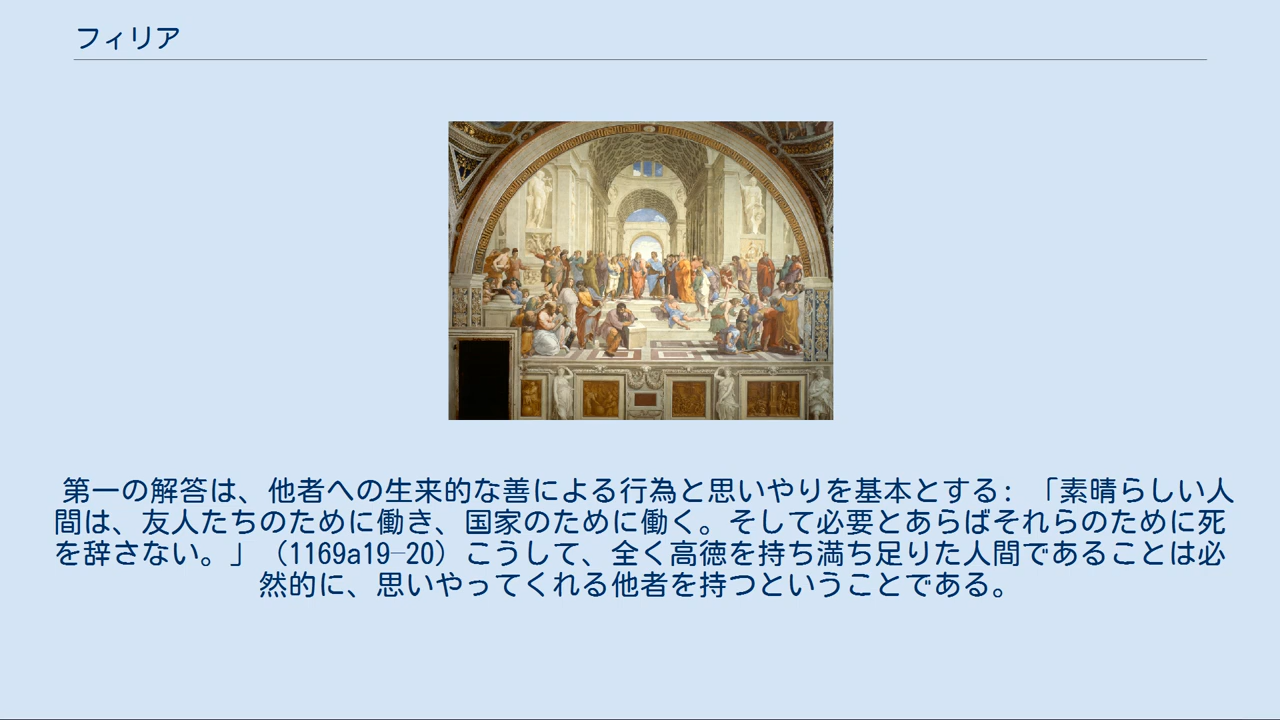 フィリア
第一の解答は、他者への生来的な善による行為と思いやりを基本とする: 「素晴らしい人
間は、友人たちのために働き、国家のために働く。そして必要とあらばそれらのために死
を辞さない。」（1169a19–20）こうして、全く高徳を持ち満ち足りた人間であることは必
然的に、思いやってくれる他者を持つということである。